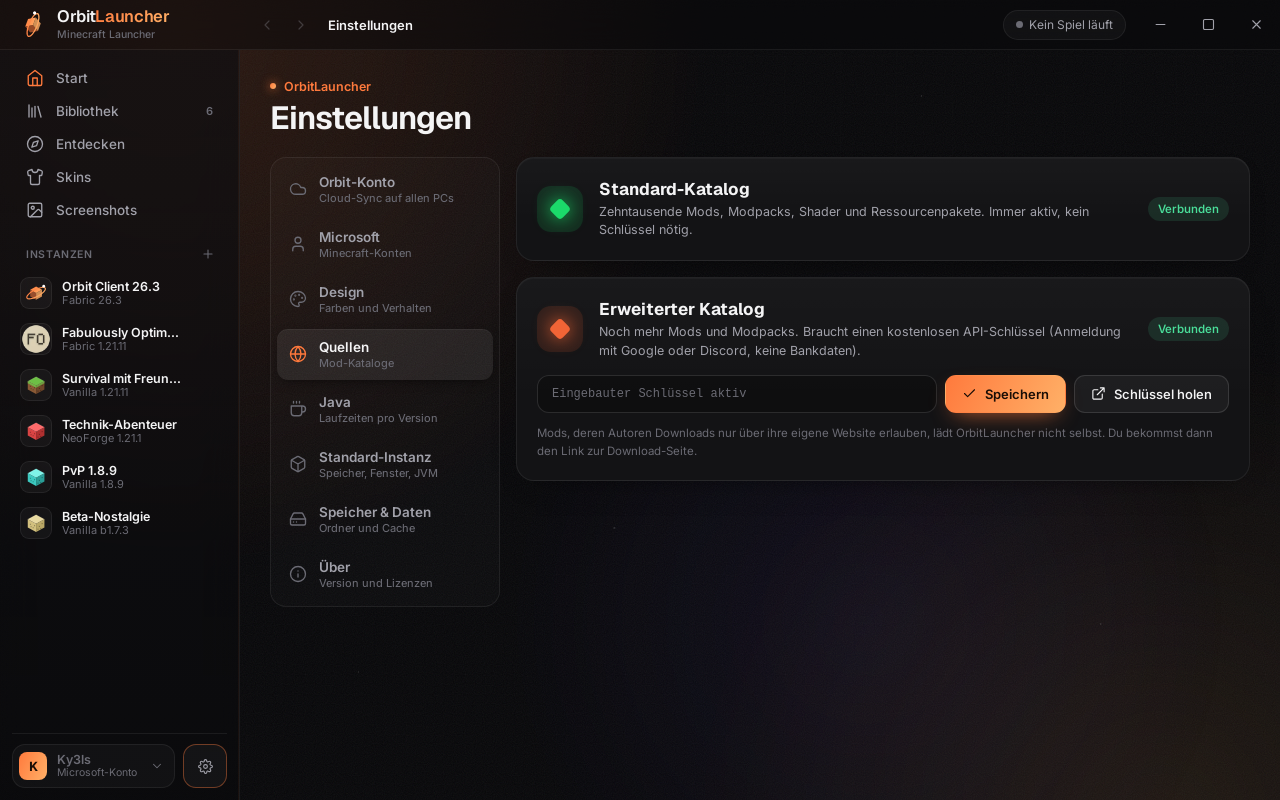 OrbitLauncher
Minecraft Launcher
Einstellungen
Kein Spiel läuft
Start
Bibliothek 6
Entdecken
Skins
Screenshots
INSTANZEN
Orbit Client 26.3
Fabric 26.3
FO
Fabulously Optim...
Fabric 1.21.11
Survival mit Freun...
Vanilla 1.21.11
Technik-Abenteuer
NeoForge 1.21.1
PvP 1.8.9
Vanilla 1.8.9
Beta-Nostalgie
Vanilla b1.7.3
K
Ky3ls
Microsoft-Konto
OrbitLauncher
Einstellungen
Orbit-Konto
Cloud-Sync auf allen PCs
Microsoft
Minecraft-Konten
Design
Farben und Verhalten
Quellen
Mod-Kataloge
Java
Laufzeiten pro Version
Standard-Instanz
Speicher, Fenster, JVM
Speicher & Daten
Ordner und Cache
Über
Version und Lizenzen
Standard-Katalog
Zehntausende Mods, Modpacks, Shader und Ressourcenpakete. Immer aktiv, kein
Schlüssel nötig.
Verbunden
Erweiterter Katalog
Noch mehr Mods und Modpacks. Braucht einen kostenlosen API-Schlüssel (Anmeldung
mit Google oder Discord, keine Bankdaten).
Verbunden
Eingebauter Schlüssel aktiv
Speichern
Schlüssel holen
Mods, deren Autoren Downloads nur über ihre eigene Website erlauben, lädt OrbitLauncher nicht selbst. Du bekommst dann
den Link zur Download-Seite.